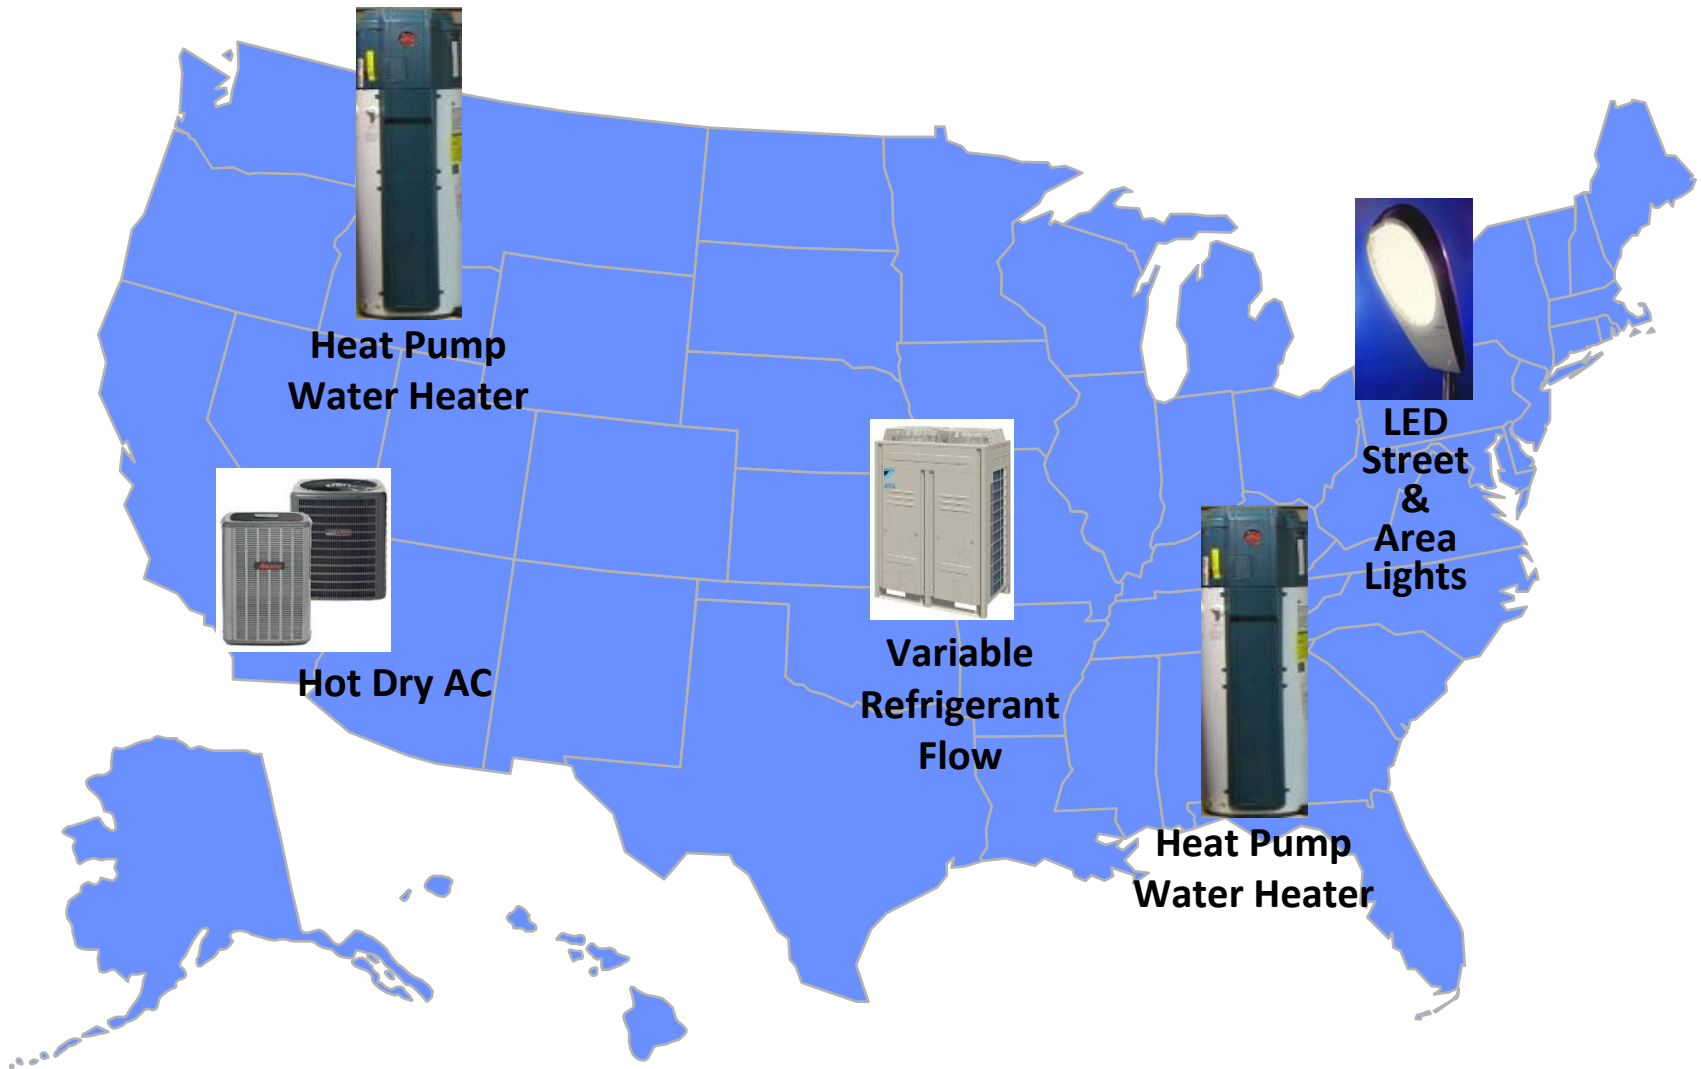 Heat Pump
Water Heater
Hot Dry AC
Variable
Refrigerant
Flow
LED
Street
&
Area
Lights
Heat Pump
Water Heater